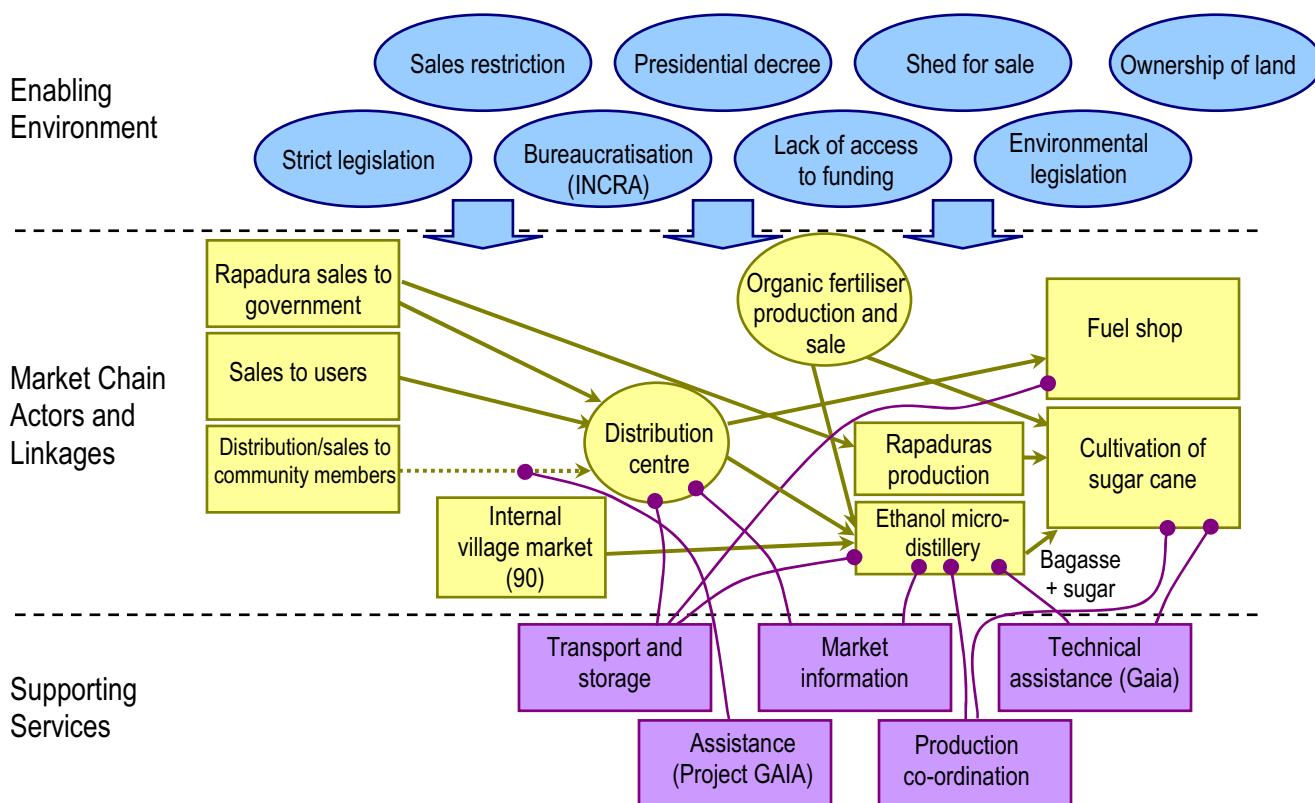 Enabling
Environment
Sales restriction
Presidential decree
Shed for sale
Ownership of land
Strict legislation
Bureaucratisation
(INCRA)
Lack of access
to funding
Environmental
legislation
Market Chain
Actors and
Linkages
Rapadura sales to
government
Sales to users
Distribution/sales to
community members
Internal
village market
(90)
Distribution
centre
Organic fertiliser
production and
sale
Rapaduras
production
Ethanol micro-
distillery
Fuel shop
Cultivation of
sugar cane
Bagasse
+ sugar
Supporting
Services
Transport and
storage
Market
information
Technical
assistance (Gaia)
Assistance
(Project GAIA)
Production
co-ordination